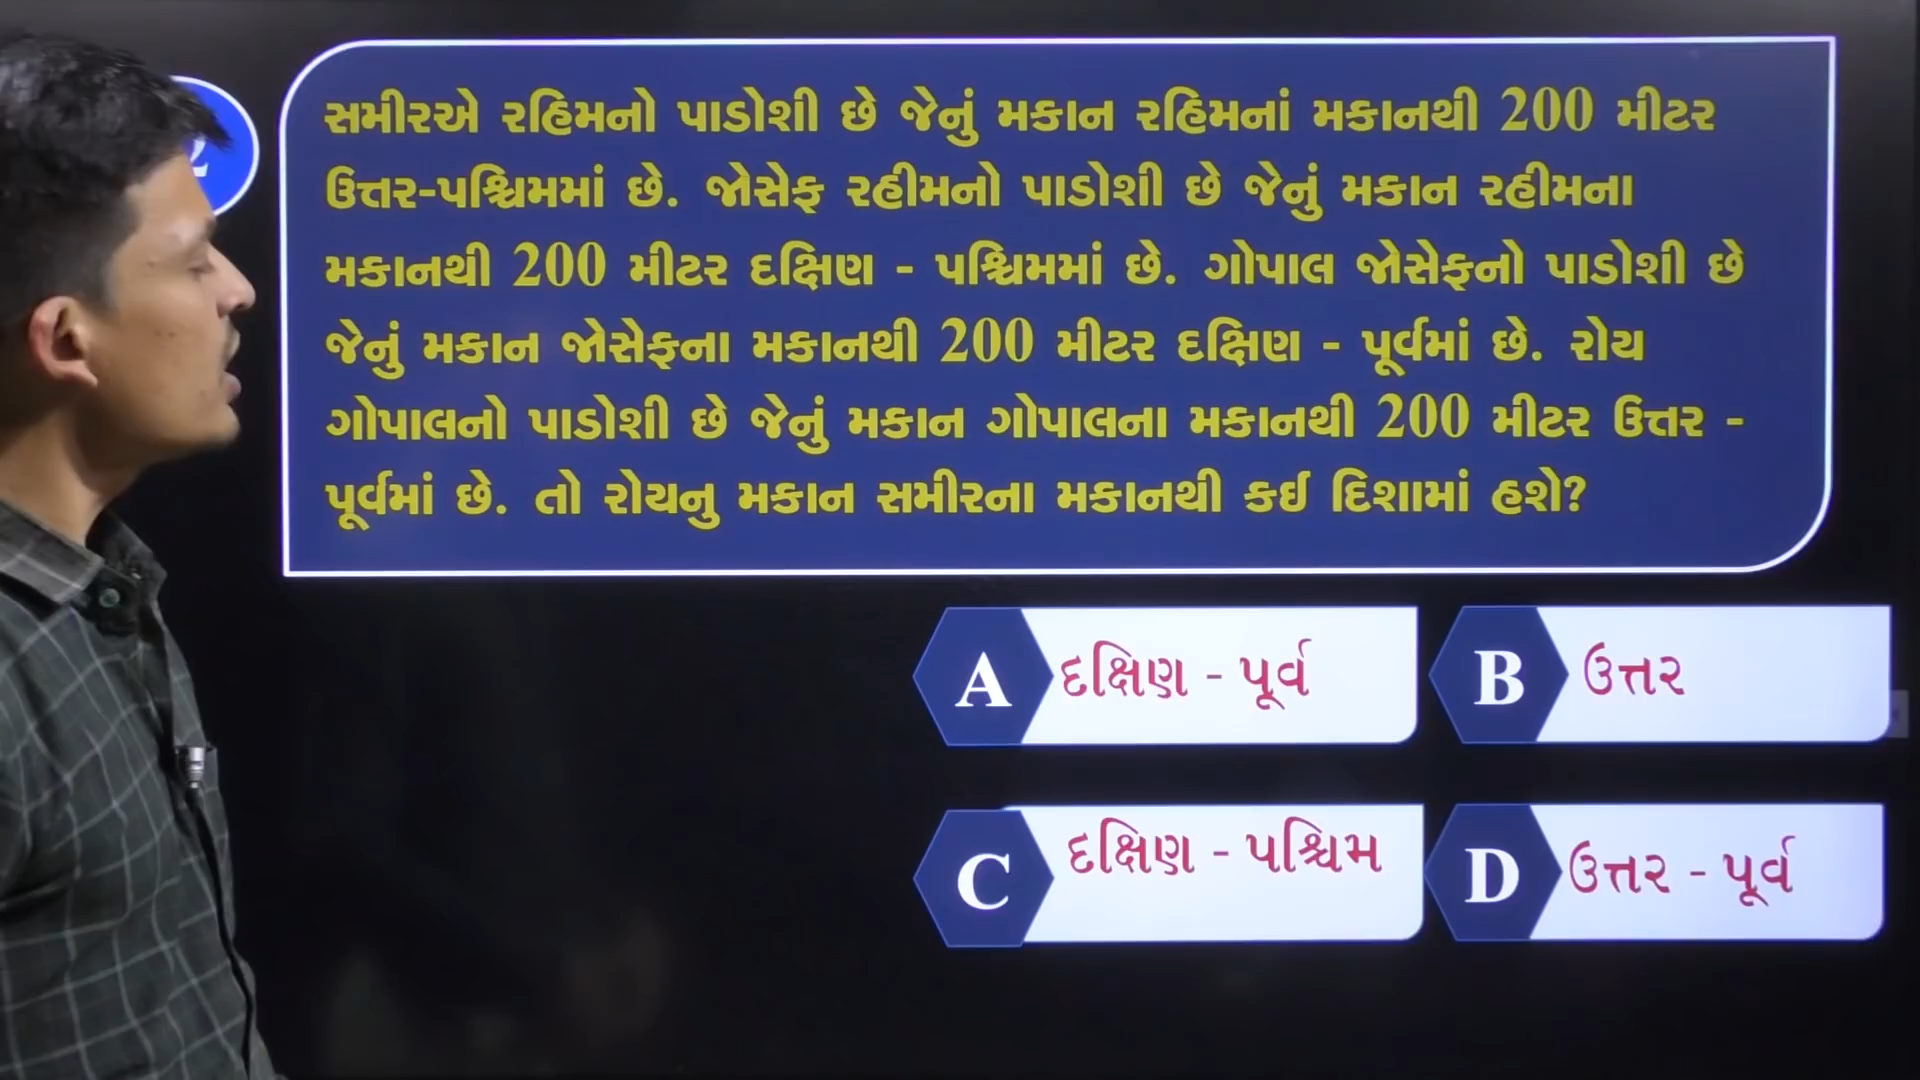 2
સમીરએ રહિમનો પાડોશી છે જેનું મકાન રહિમનાં મકાનથી 200 મીટર
ઉત્તર-પશ્ચિમમાં છે. જોસેફ રહીમનો પાડોશી છે જેનું મકાન રહીમના
મકાનથી 200 મીટર દક્ષિણ - પશ્ચિમમાં છે. ગોપાલ જોસેફનો પાડોશી છે
જેનું મકાન જોસેફના મકાનથી 200 મીટર દક્ષિણ - પૂર્વમાં છે. રોય
ગોપાલનો પાડોશી છે જેનું મકાન ગોપાલના મકાનથી 200 મીટર ઉત્તર -
પૂર્વમાં છે. તો રોયનુ મકાન સમીરના મકાનથી કઈ દિશામાં હશે?
A દક્ષિણ - પૂર્વ
B ઉત્તર
C દક્ષિણ - પશ્ચિમ
D ઉત્તર - પૂર્વ